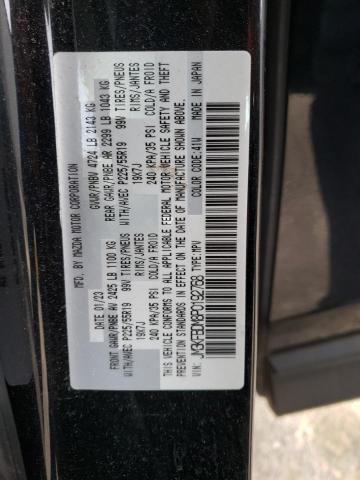 MFD. BY MAZDA MOTOR CORPORATION
01/23 GVWR/PNBV 4724 LB 2143 KG
FRONT GAWR/PNBE AV 2425 LB 1100 KG REAR GAWR/PNBE AR 2299 LB 1043 KG
WITH/AVEC P225/55R19 99V TIRES/PNEUS WITH/AVEC P225/55R19 99V TIRES/PNEUS
19X7J RIMS/JANTES 19X7J RIMS/JANTES
240 KPA/35 PSI COLD/A FROID 240 KPA/35 PSI COLD/A FROID
THIS VEHICLE CONFORMS TO ALL APPLICABLE FEDERAL MOTOR VEHICLE SAFETY AND
THEFT PREVENTION STANDARDS IN EFFECT ON THE DATE OF MANUFACTURE SHOWN ABOVE.
VIN: TYPE:MPV COLOR CODE:41W MADE IN JAPAN